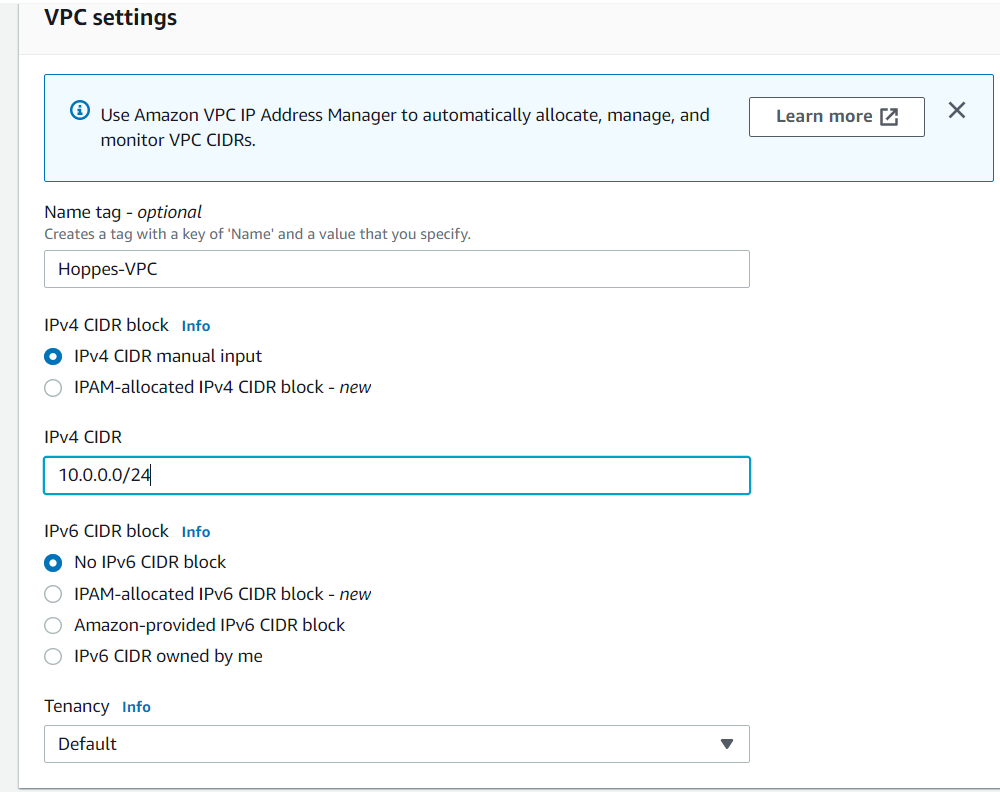 VPC settings
Use Amazon VPC IP Address Manager to automatically allocate, manage, and
monitor VPC CIDRs.
Learn more
Name tag - optional
Creates a tag with a key of 'Name' and a value that you specify.
Hoppes-VPC
IPv4 CIDR block Info
IPv4 CIDR manual input
IPAM-allocated IPv4 CIDR block - new
IPv4 CIDR
10.0.0.0/24
IPv6 CIDR block Info
No IPv6 CIDR block
IPAM-allocated IPv6 CIDR block - new
Amazon-provided IPv6 CIDR block
IPv6 CIDR owned by me
Tenancy Info
Default